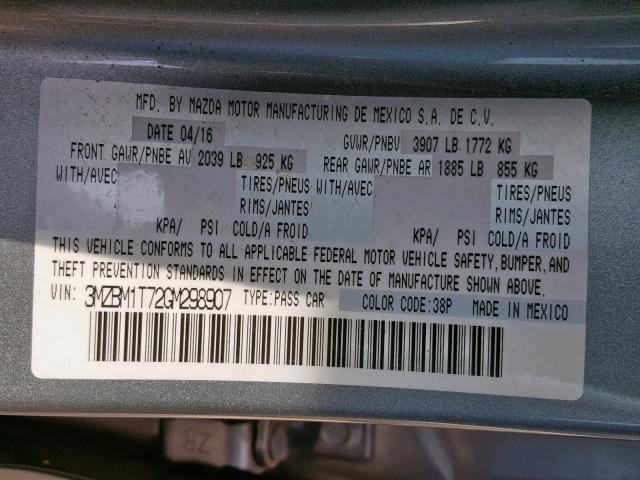 MFD. BY MAZDA MOTOR MANUFACTURING DE MEXICO S.A. DE C.V.
DATE 04/16 GVWR/PNBV 3907 LB 1772 KG
FRONT GAWR/PNBE AV 2039 LB 925 KG REAR GAWR/PNBE AR 1885 LB 855 KG
WITH/AVEC TIRES/PNEUS WITH/AVEC TIRES/PNEUS
RIMS/JANTES RIMS/JANTES
KPA/ PSI COLD/A FROID KPA/ PSI COLD/A FROID
THIS VEHICLE CONFORMS TO ALL APPLICABLE FEDERAL MOTOR VEHICLE SAFETY, BUMPER, AND
THEFT PREVENTION STANDARDS IN EFFECT ON THE DATE OF MANUFACTURE SHOWN ABOVE.
VIN: 3MZBM1T72GM298907 TYPE:PASS CAR COLOR CODE:38P MADE IN MEXICO
ZR